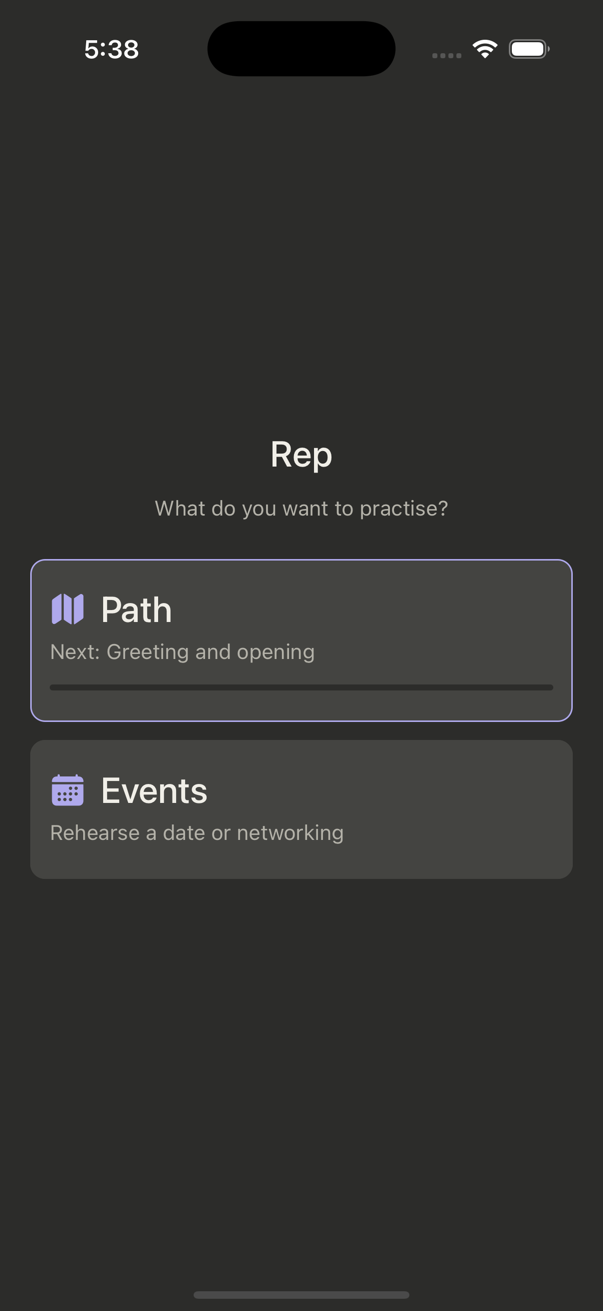 5:38
Rep
What do you want to practise?
Path
Next: Greeting and opening
Events
Rehearse a date or networking